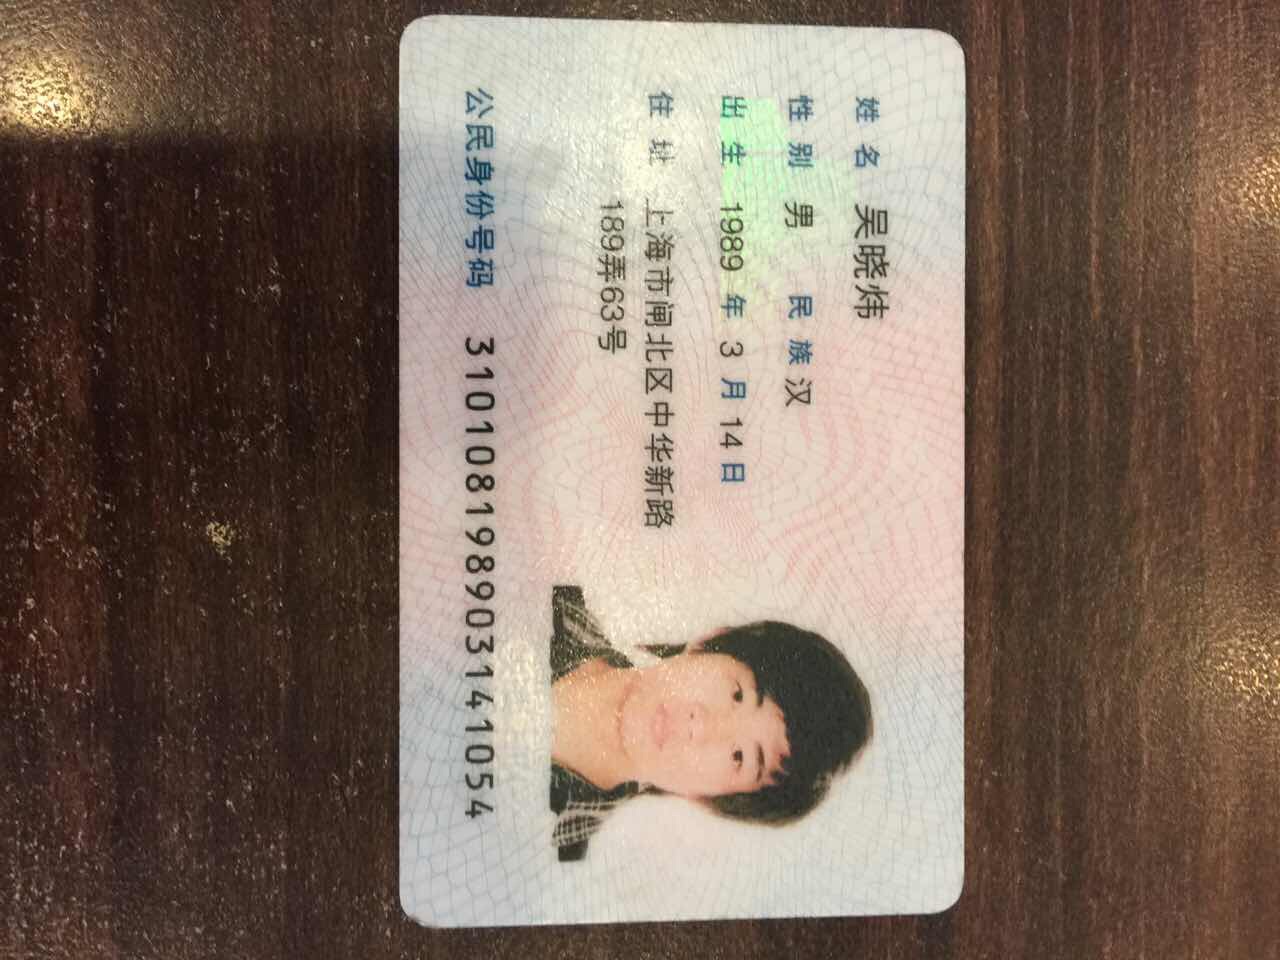 姓名 吴晓炜
性别 男 民族 汉
出生 1989 年 3 月 14 日
住址 上海市闸北区中华新路
189弄63号
公民身份号码 310108198903141054